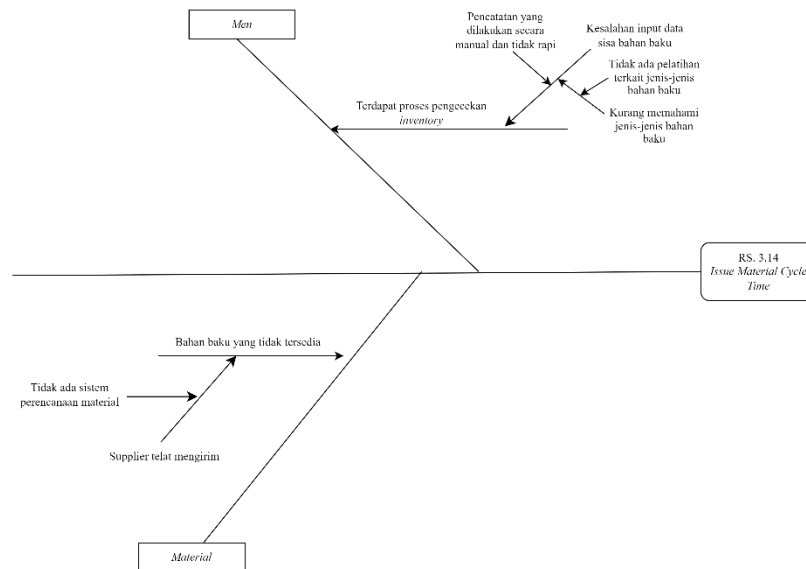 Men
Pencatatan yang
dilakukan secara
manual dan tidak rapi
Kesalahan input data
sisa bahan baku
Tidak ada pelatihan
terkait jenis-jenis
bahan baku
Terdapat proses pengecekan
inventory
Kurang memahami
jenis-jenis bahan
baku
RS. 3.14
Issue Material Cycle
Time
Bahan baku yang tidak tersedia
Tidak ada sistem
perencanaan material
Supplier telat mengirim
Material